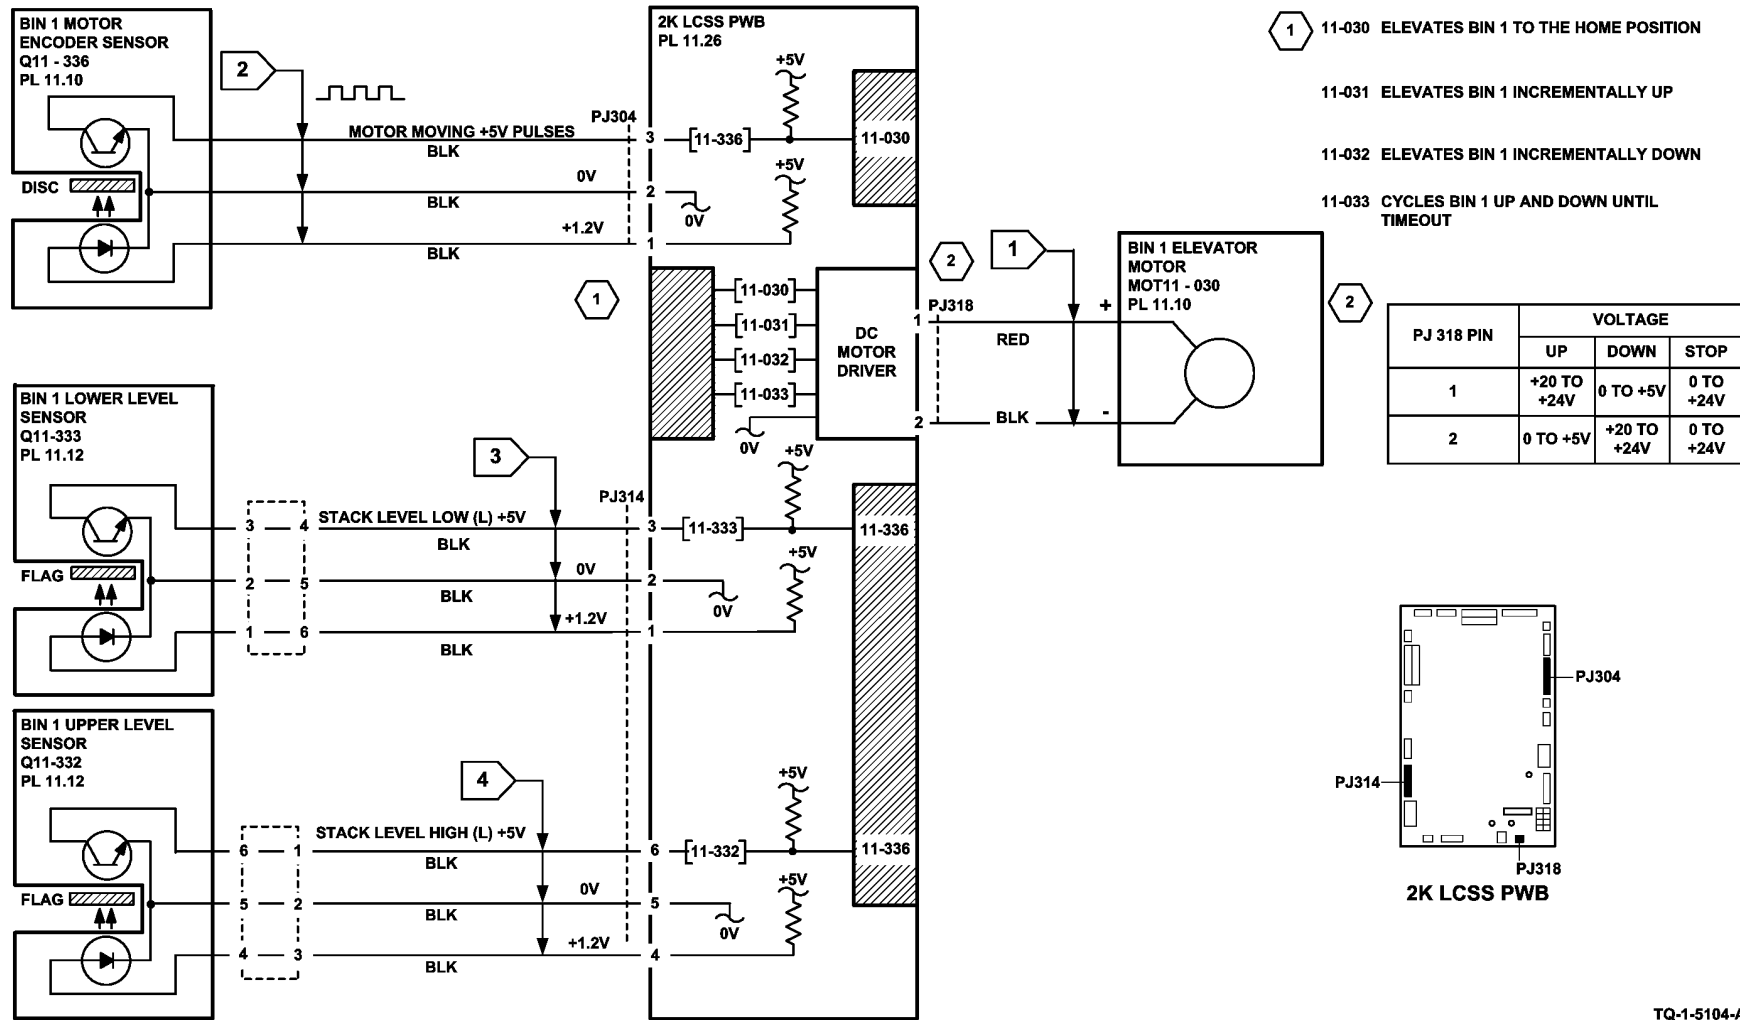 BIN 1 MOTOR
ENCODER SENSOR
Q11 - 336
PL 11.10
2
MOTOR MOVING +5V PULSES
BLK
DISC
0V
BLK
+1.2V
BLK
PJ304
3
2
1
2K LCSS PWB
PL 11.26
+5V
[11-336]
11-030
+5V
0V
1
11-030 ELEVATES BIN 1 TO THE HOME POSITION
11-031 ELEVATES BIN 1 INCREMENTALLY UP
11-032 ELEVATES BIN 1 INCREMENTALLY DOWN
11-033 CYCLES BIN 1 UP AND DOWN UNTIL
TIMEOUT
1
[11-030]
[11-031]
[11-032]
[11-033]
0V
DC
MOTOR
DRIVER
2
PJ318
1
2
1
RED
BLK
+
-
BIN 1 ELEVATOR
MOTOR
MOT11 - 030
PL 11.10
2
PJ 318 PIN VOLTAGE
UP DOWN STOP
1 +20 TO +24V 0 TO +5V 0 TO +24V
2 0 TO +5V +20 TO +24V 0 TO +24V
BIN 1 LOWER LEVEL
SENSOR
Q11-333
PL 11.12
FLAG
3 4
2 5
1 6
3
STACK LEVEL LOW (L) +5V
BLK
0V
BLK
+1.2V
BLK
PJ314
3
2
1
+5V
[11-333]
11-336
+5V
0V
BIN 1 UPPER LEVEL
SENSOR
Q11-332
PL 11.12
FLAG
6 1
5 2
4 3
4
STACK LEVEL HIGH (L) +5V
BLK
0V
BLK
+1.2V
BLK
6
5
4
+5V
[11-332]
11-336
+5V
0V
PJ304
PJ314
PJ318
2K LCSS PWB
TQ-1-5104-A